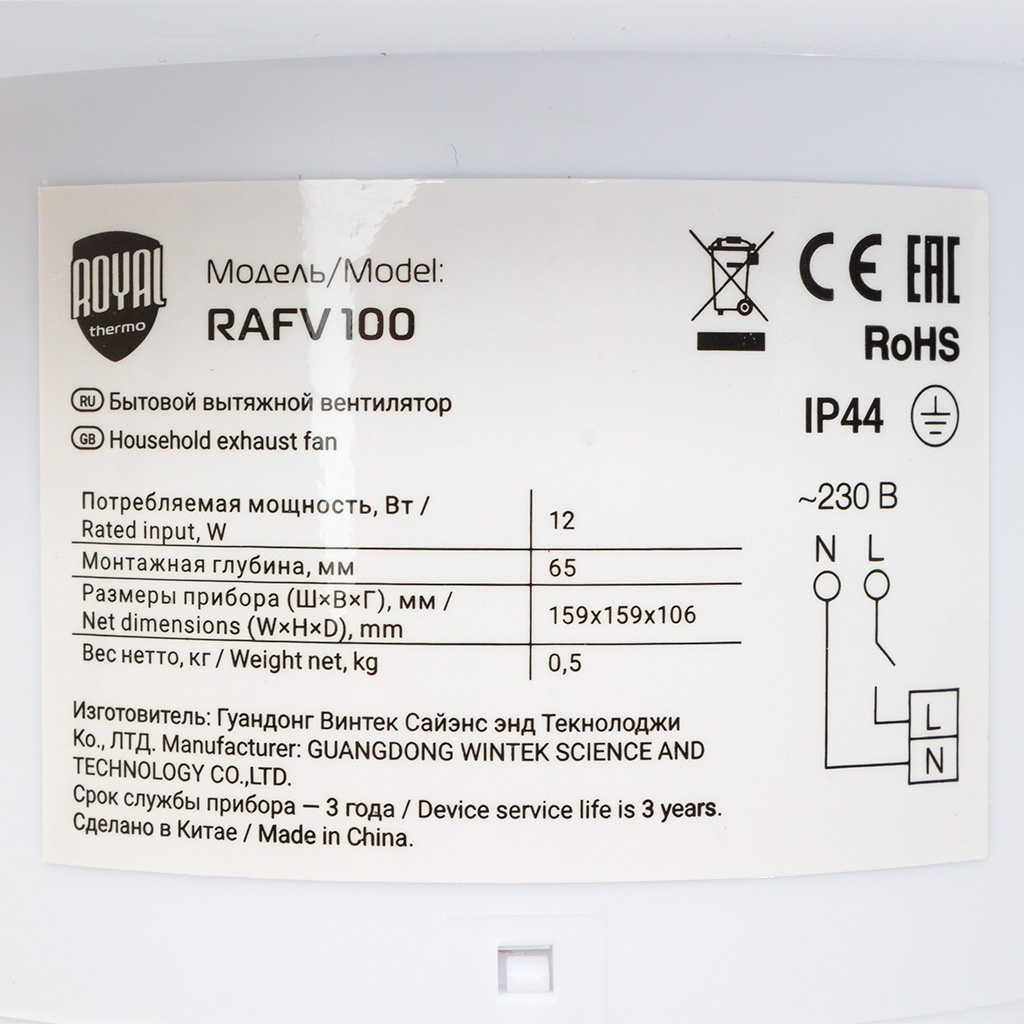 ROYAL
thermo
Модель/Model:
RAFV100
CE EAC
RoHS
IP44
RU Бытовой вытяжной вентилятор
GB Household exhaust fan
Потребляемая мощность, Вт /
Rated input, W
12
Монтажная глубина, мм
65
Размеры прибора (Ш×В×Г), мм /
Net dimensions (W×H×D), mm
159x159x106
Вес нетто, кг / Weight net, kg
0,5
~230 В
N L
L
N
Изготовитель: Гуандонг Винтек Сайэнс энд Текнолоджи
Ко., ЛТД. Manufacturer: GUANGDONG WINTEK SCIENCE AND
TECHNOLOGY CO.,LTD.
Срок службы прибора — 3 года / Device service life is 3 years.
Сделано в Китае / Made in China.